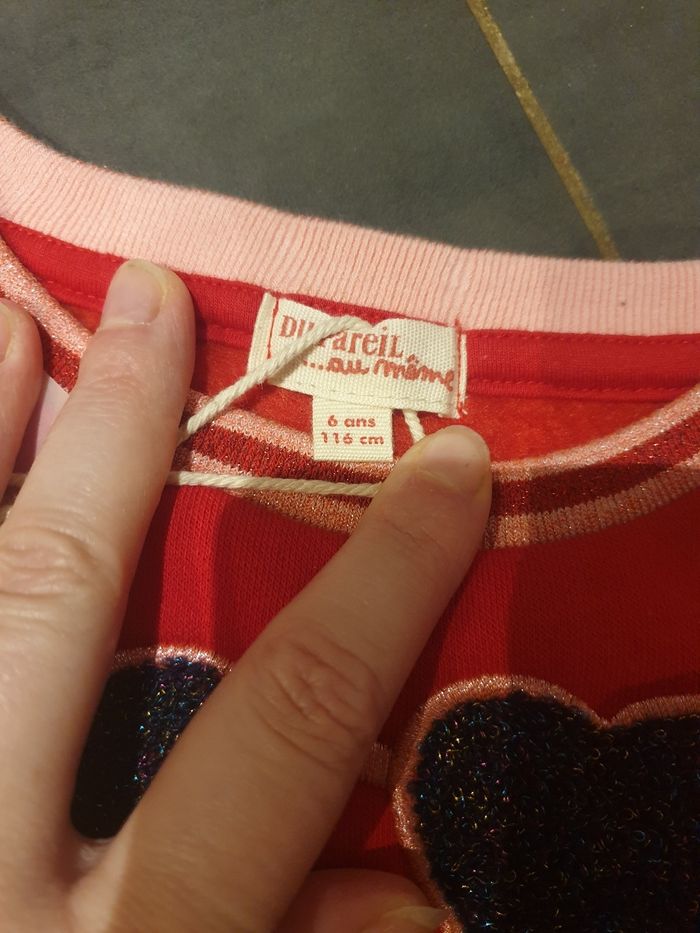 DU PAREIL
...au même
6 ans
116 cm